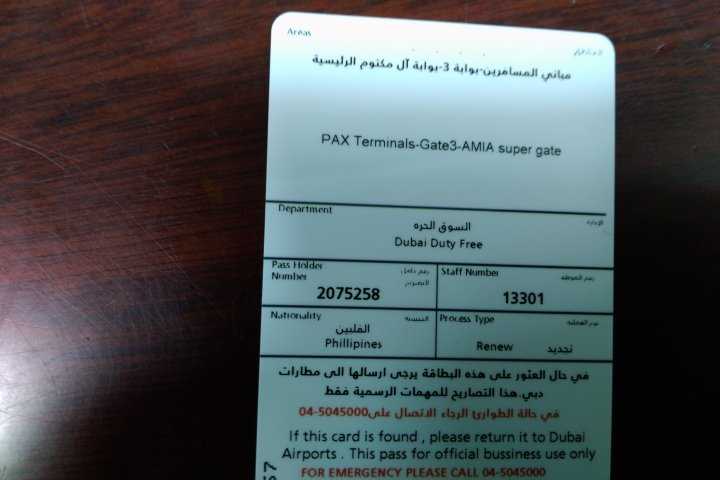 Areas
مباني المسافرين-بوابة 3-بوابة آل مكتوم الرئيسية
PAX Terminals-Gate3-AMIA super gate
Department
الإدارة
السوق الحره
Dubai Duty Free
Pass Holder Number
Staff Number
رقم الموظف
2075258
13301
Nationality
الجنسية
Process Type
نوع العملية
الفلبين
Phillipines
Renew
تجديد
في حال العثور على هذه البطاقة يرجى ارسالها الى مطارات
دبي.هذا التصاريح للمهمات الرسمية فقط
في حالة الطوارئ الرجاء الاتصال على04-5045000
If this card is found , please return it to Dubai
Airports . This pass for official bussiness use only
FOR EMERGENCY PLEASE CALL 04-5045000